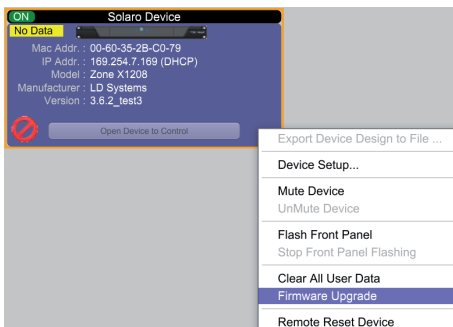 ON
Solaro Device
No Data
Mac Addr. : 00-60-35-2B-C0-79
IP Addr. : 169.254.7.169 (DHCP)
Model : Zone X1208
Manufacturer : LD Systems
Version : 3.6.2_test3
Open Device to Control
Export Device Design to File ...
Device Setup...
Mute Device
UnMute Device
Flash Front Panel
Stop Front Panel Flashing
Clear All User Data
Firmware Upgrade
Remote Reset Device